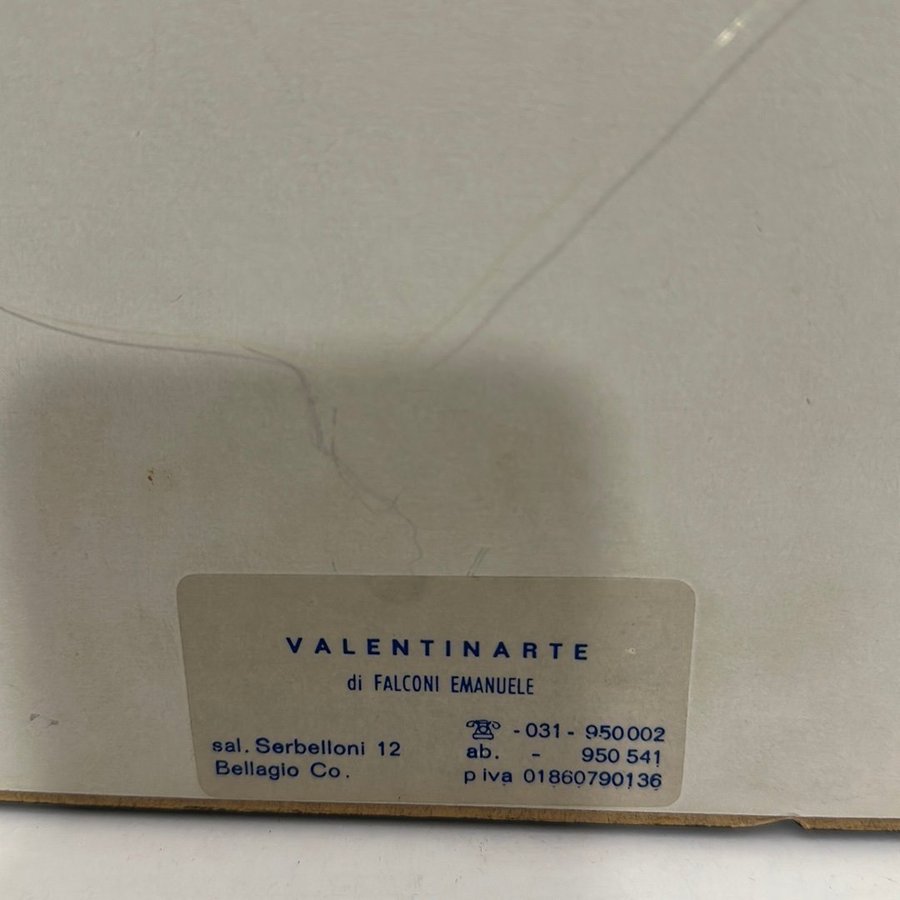 VALENTINARTE
di FALCONI EMANUELE
sal. Serbelloni 12
Bellagio Co.
☎ - 031 - 950002
ab. - 950 541
p iva 01860790136